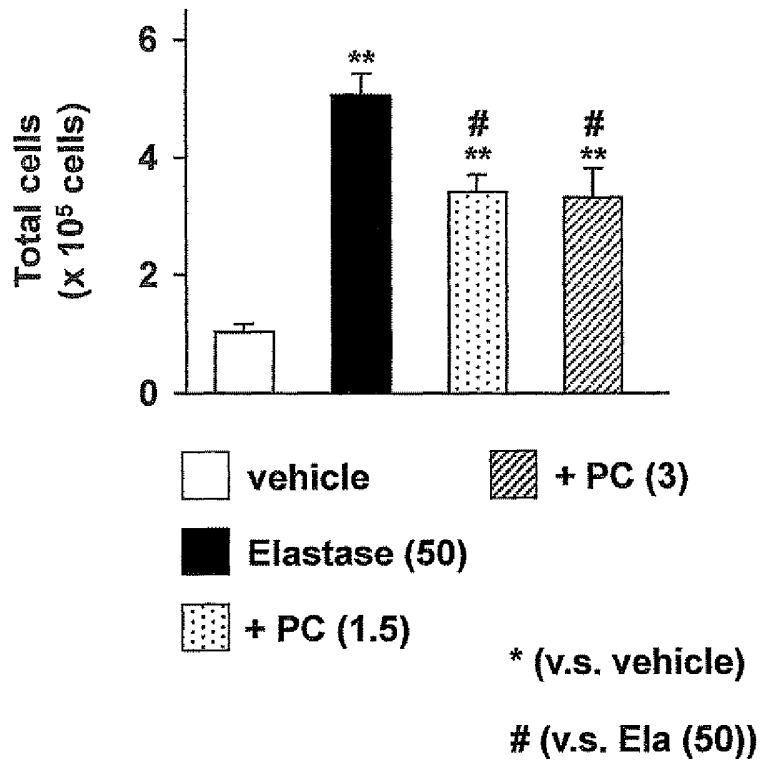 Total cells
(x 10⁵ cells)
6
4
2
0
**
#
**
#
**
vehicle
+ PC (3)
Elastase (50)
+ PC (1.5)
* (v.s. vehicle)
# (v.s. Ela (50))